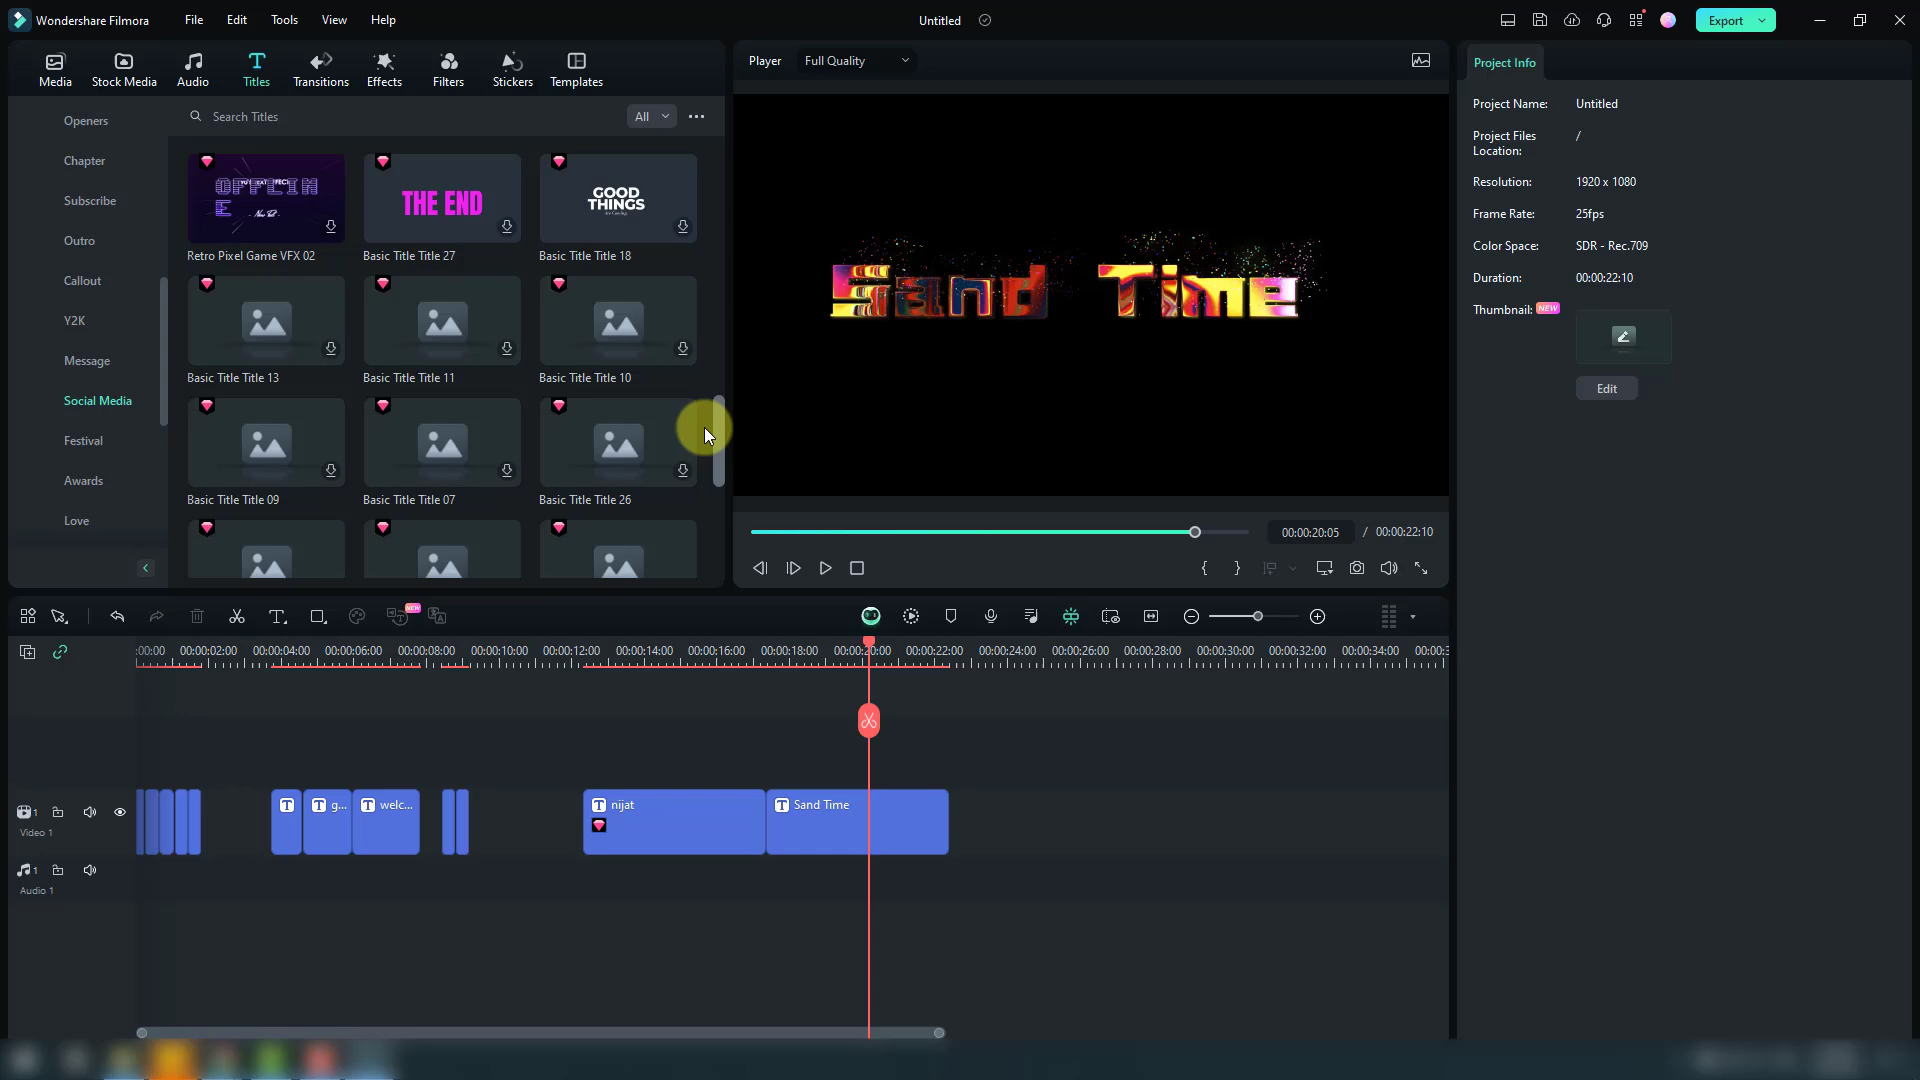 Wondershare Filmora
File
Edit
Tools
View
Help
Untitled
Export
Media
Stock Media
Audio
Titles
Transitions
Effects
Filters
Stickers
Templates
Player
Full Quality
Project Info
Openers
Chapter
Subscribe
Outro
Callout
Y2K
Message
Social Media
Festival
Awards
Love
Search Titles
All
OFFLIN
E
THE END
GOOD
THINGS
Retro Pixel Game VFX 02
Basic Title Title 27
Basic Title Title 18
Basic Title Title 13
Basic Title Title 11
Basic Title Title 10
Basic Title Title 09
Basic Title Title 07
Basic Title Title 26
Sand Time
00:00:20:05 / 00:00:22:10
Project Name: Untitled
Project Files
Location: /
Resolution: 1920 x 1080
Frame Rate: 25fps
Color Space: SDR - Rec.709
Duration: 00:00:22:10
Thumbnail: NEW
Edit
NEW
:00:00 00:00:02:00 00:00:04:00 00:00:06:00 00:00:08:00 00:00:10:00 00:00:12:00 00:00:14:00 00:00:16:00 00:00:18:00 00:00:20:00 00:00:22:00 00:00:24:00 00:00:26:00 00:00:28:00 00:00:30:00 00:00:32:00 00:00:34:00 00:00:3
1
Video 1
g...
welc...
nijat
Sand Time
1
Audio 1